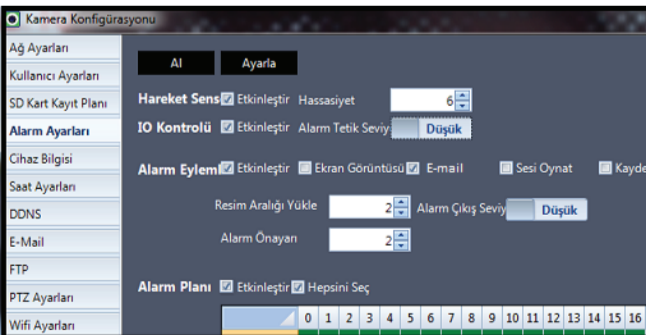 Kamera Konfigürasyonu
Ağ Ayarları
Kullanıcı Ayarları
SD Kart Kayıt Planı
Alarm Ayarları
Cihaz Bilgisi
Saat Ayarları
DDNS
E-Mail
FTP
PTZ Ayarları
Wifi Ayarları
Al Ayarla
Hareket Sens Etkinleştir Hassasiyet 6
IO Kontrolü Etkinleştir Alarm Tetik Seviy Düşük
Alarm Eylemi Etkinleştir Ekran Görüntüsü E-mail Sesi Oynat Kayde
Resim Aralığı Yükle 2 Alarm Çıkış Seviy Düşük
Alarm Önayarı 2
Alarm Planı Etkinleştir Hepsini Seç
0 1 2 3 4 5 6 7 8 9 10 11 12 13 14 15 16